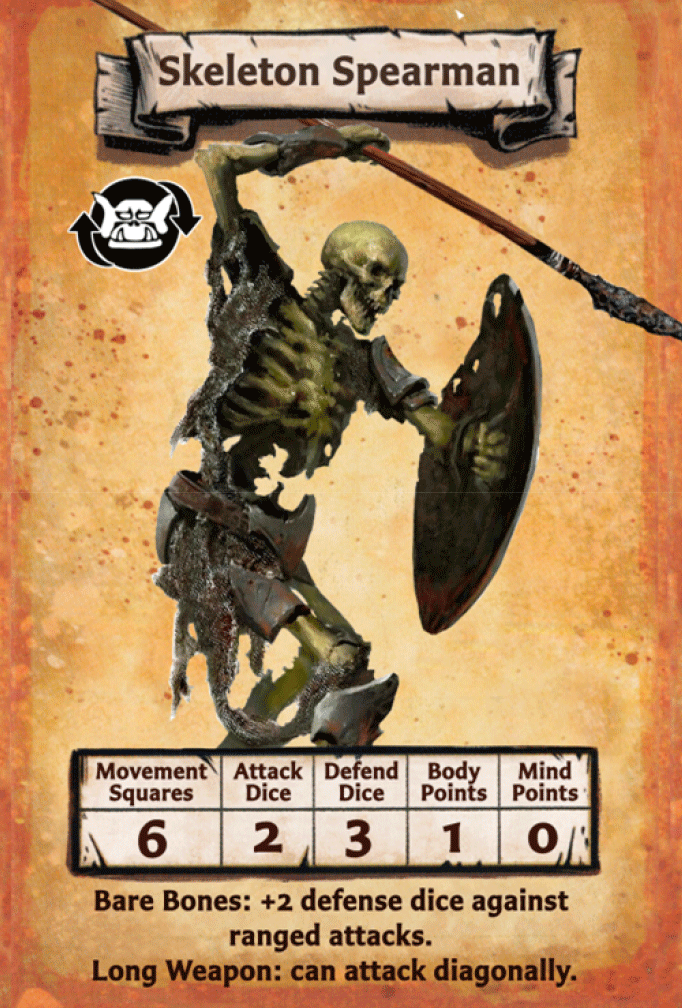 Skeleton Spearman
Movement Squares
Attack Dice
Defend Dice
Body Points
Mind Points
6 2 3 1 0
Bare Bones: +2 defense dice against
ranged attacks.
Long Weapon: can attack diagonally.